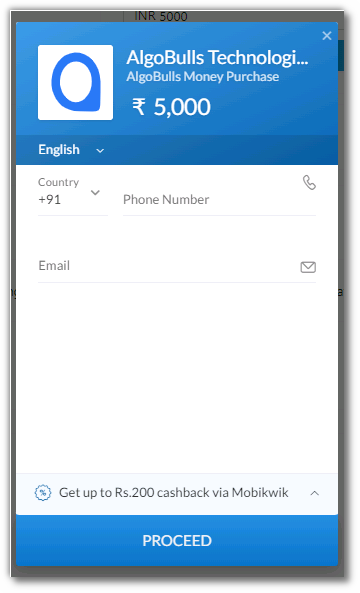 INR 5000
AlgoBulls Technologi...
AlgoBulls Money Purchase
₹ 5,000
English
Country
+91
Phone Number
Email
Get up to Rs.200 cashback via Mobikwik
PROCEED